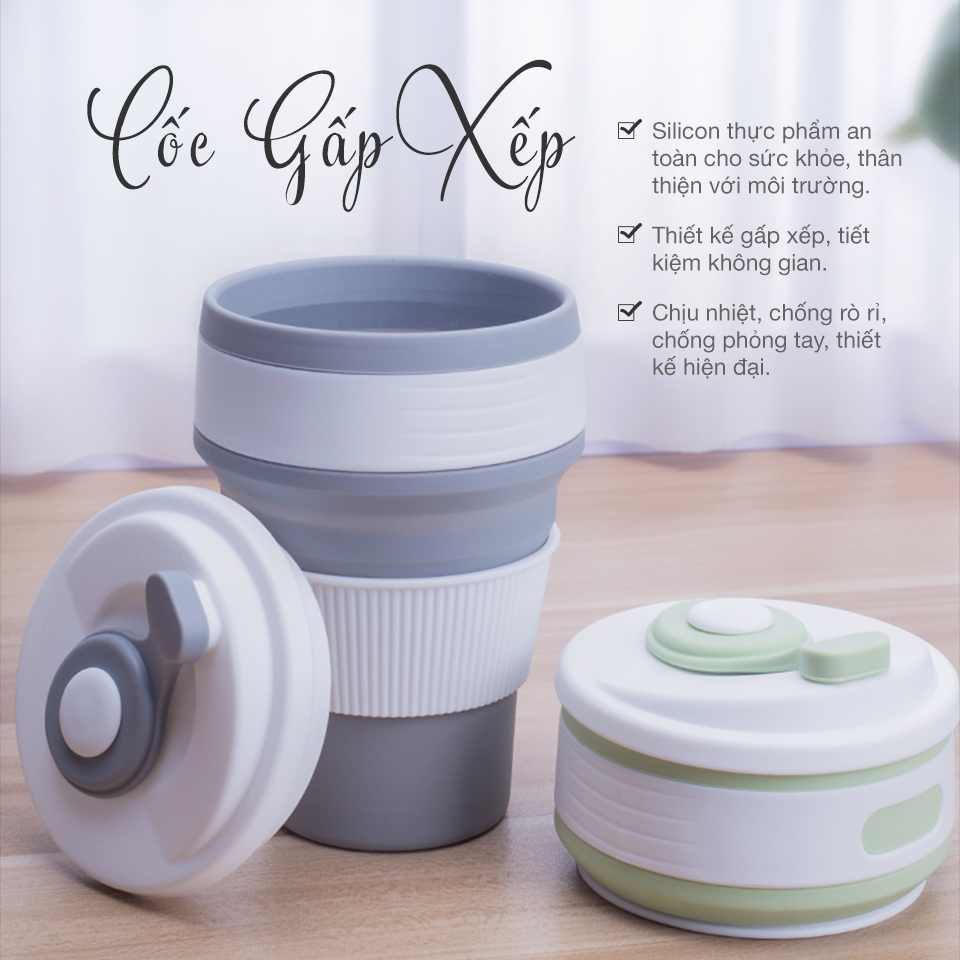 Cốc Gấp Xếp
Silicon thực phẩm an
toàn cho sức khỏe, thân
thiện với môi trường.
Thiết kế gấp xếp, tiết
kiệm không gian.
Chịu nhiệt, chống rò rỉ,
chống phỏng tay, thiết
kế hiện đại.